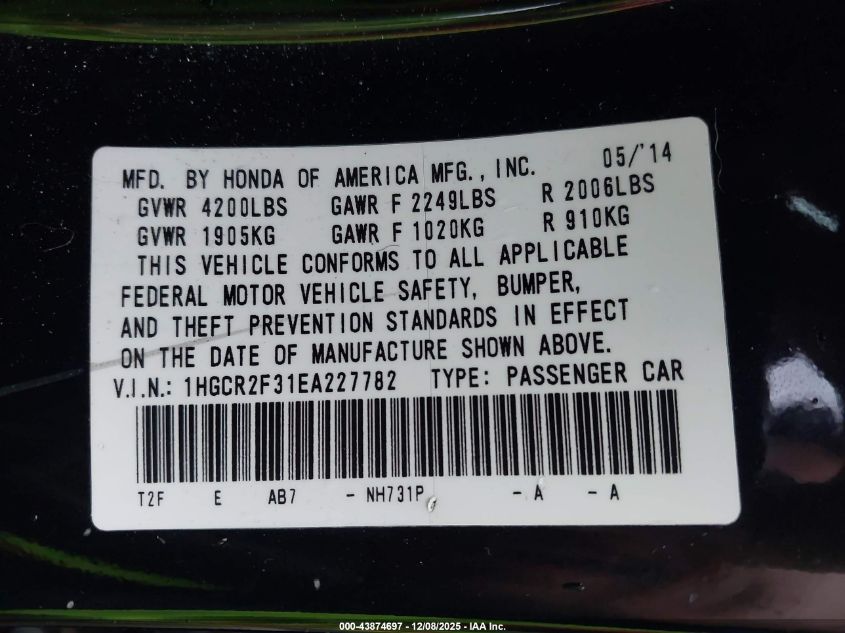 MFD. BY HONDA OF AMERICA MFG., INC. 05/'14
GVWR 4200LBS GAWR F 2249LBS R 2006LBS
GVWR 1905KG GAWR F 1020KG R 910KG
THIS VEHICLE CONFORMS TO ALL APPLICABLE
FEDERAL MOTOR VEHICLE SAFETY, BUMPER,
AND THEFT PREVENTION STANDARDS IN EFFECT
ON THE DATE OF MANUFACTURE SHOWN ABOVE.
V.I.N.: 1HGCR2F31EA227782 TYPE: PASSENGER CAR
T2F E AB7 - NH731P - A - A
000-43874697 - 12/08/2025 - IAA Inc.